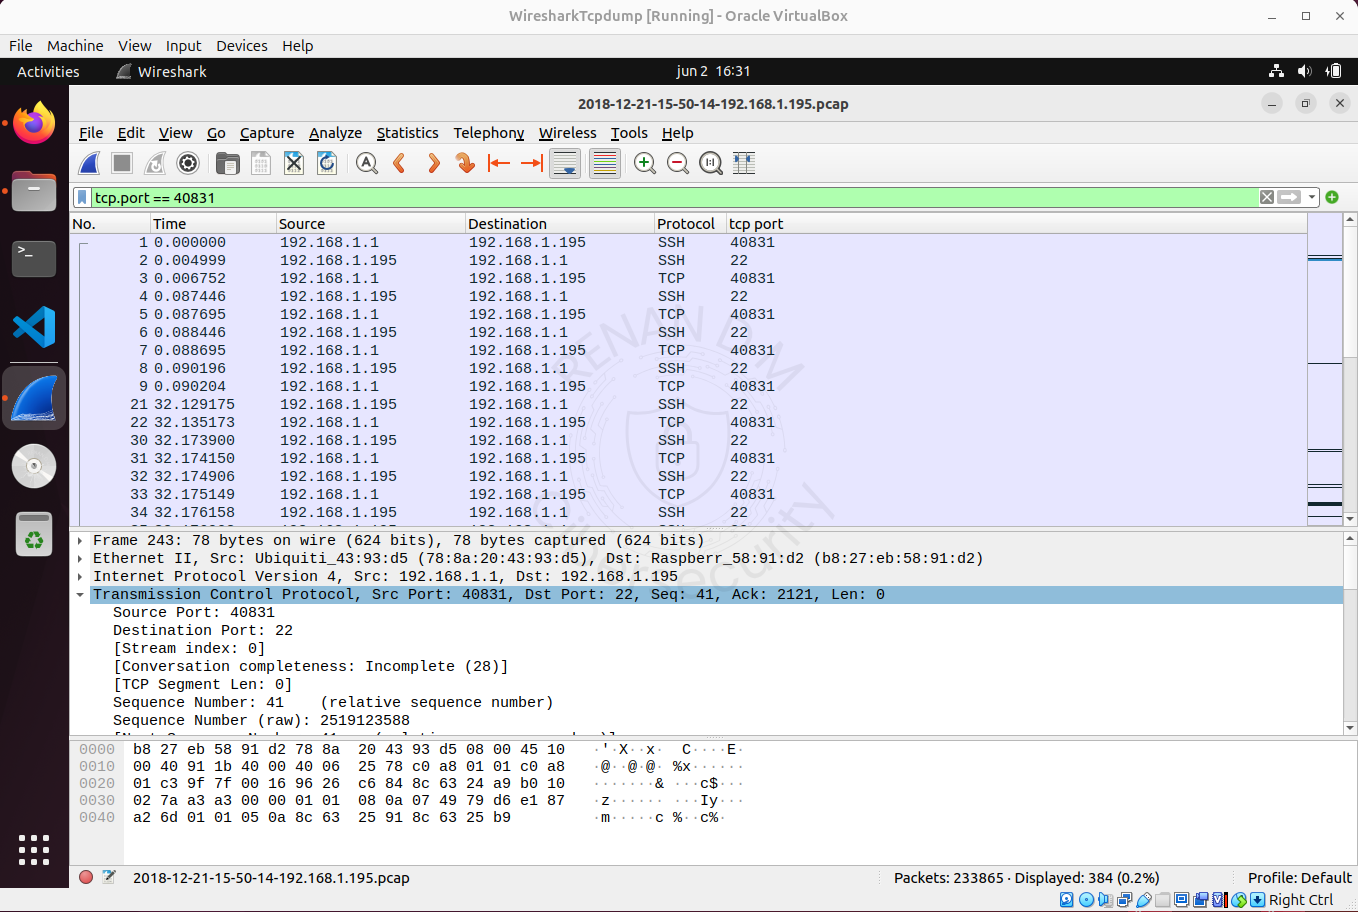 WiresharkTcpdump [Running] - Oracle VirtualBox
File Machine View Input Devices Help
Activities Wireshark jun 2 16:31
2018-12-21-15-50-14-192.168.1.195.pcap
File Edit View Go Capture Analyze Statistics Telephony Wireless Tools Help
tcp.port == 40831
No. Time Source Destination Protocol tcp port
1 0.000000 192.168.1.1 192.168.1.195 SSH 40831
2 0.004999 192.168.1.195 192.168.1.1 SSH 22
3 0.006752 192.168.1.1 192.168.1.195 TCP 40831
4 0.087446 192.168.1.195 192.168.1.1 SSH 22
5 0.087695 192.168.1.1 192.168.1.195 TCP 40831
6 0.088446 192.168.1.195 192.168.1.1 SSH 22
7 0.088695 192.168.1.1 192.168.1.195 TCP 40831
8 0.090196 192.168.1.195 192.168.1.1 SSH 22
9 0.090204 192.168.1.1 192.168.1.195 TCP 40831
21 32.129175 192.168.1.195 192.168.1.1 SSH 22
22 32.135173 192.168.1.1 192.168.1.195 TCP 40831
30 32.173900 192.168.1.195 192.168.1.1 SSH 22
31 32.174150 192.168.1.1 192.168.1.195 TCP 40831
32 32.174906 192.168.1.195 192.168.1.1 SSH 22
33 32.175149 192.168.1.1 192.168.1.195 TCP 40831
34 32.176158 192.168.1.195 192.168.1.1 SSH 22
RENAN D M
Frame 243: 78 bytes on wire (624 bits), 78 bytes captured (624 bits)
Ethernet II, Src: Ubiquiti_43:93:d5 (78:8a:20:43:93:d5), Dst: Raspberr_58:91:d2 (b8:27:eb:58:91:d2)
Internet Protocol Version 4, Src: 192.168.1.1, Dst: 192.168.1.195
Transmission Control Protocol, Src Port: 40831, Dst Port: 22, Seq: 41, Ack: 2121, Len: 0
Source Port: 40831
Destination Port: 22
[Stream index: 0]
[Conversation completeness: Incomplete (28)]
[TCP Segment Len: 0]
Sequence Number: 41 (relative sequence number)
Sequence Number (raw): 2519123588
0000 b8 27 eb 58 91 d2 78 8a 20 43 93 d5 08 00 45 10 ·'·X··x· C····E·
0010 00 40 91 1b 40 00 40 06 25 78 c0 a8 01 01 c0 a8 ·@··@·@· %x······
0020 01 c3 9f 7f 00 16 96 26 c6 84 8c 63 24 a9 b0 10 ·······& ···c$···
0030 02 7a a3 a3 00 00 01 01 08 0a 07 49 79 d6 e1 87 ·z······ ···Iy···
0040 a2 6d 01 01 05 0a 8c 63 25 91 8c 63 25 b9 ·m·····c %··c%·
2018-12-21-15-50-14-192.168.1.195.pcap Packets: 233865 · Displayed: 384 (0.2%) Profile: Default
Right Ctrl